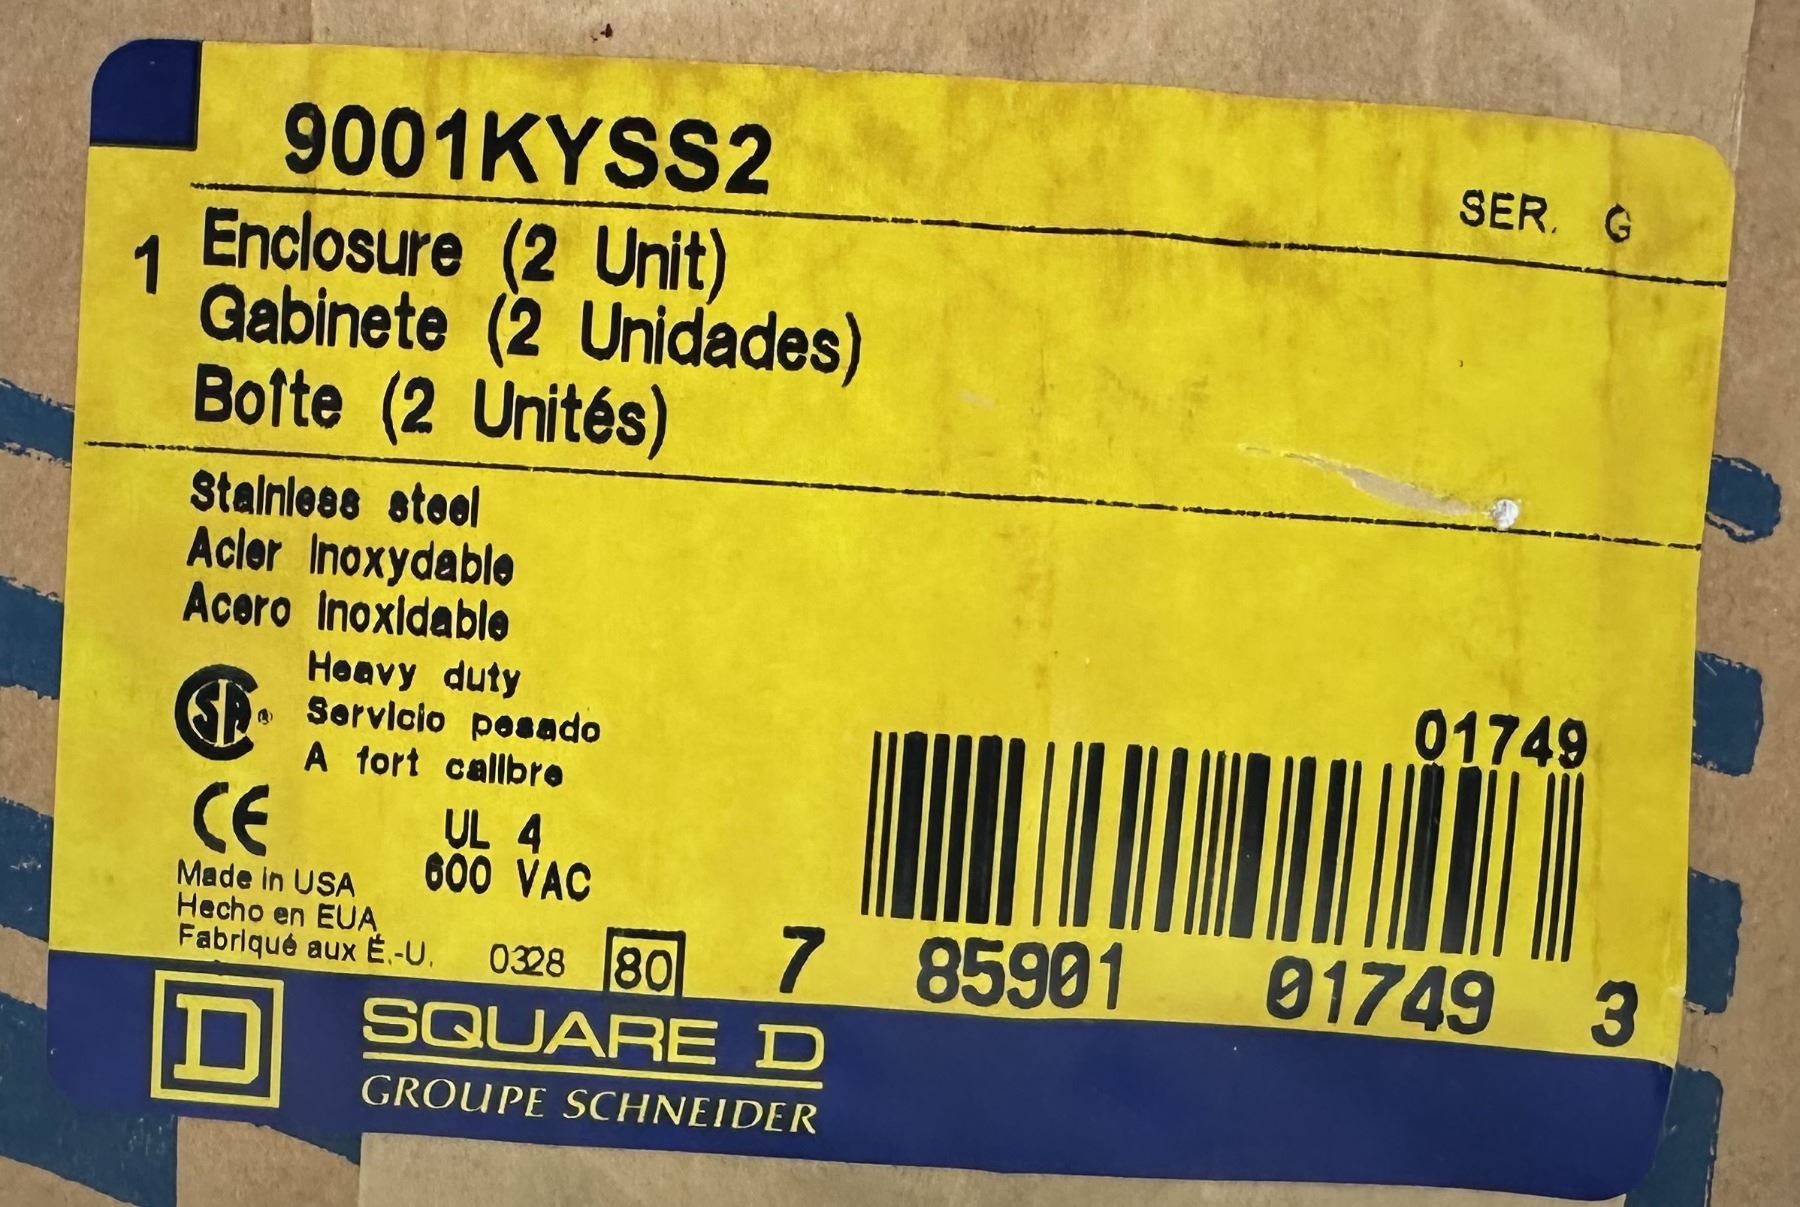 9001KYSS2
SER. G
1 Enclosure (2 Unit)
Gabinete (2 Unidades)
Boîte (2 Unités)
Stainless steel
Acier Inoxydable
Acero Inoxidable
Heavy duty
Servicio pesado
A fort calibre
SA ®
CE
UL 4
600 VAC
Made in USA
Hecho en EUA
Fabriqué aux É.-U.
0328 80
01749
7 85901 01749 3
D
SQUARE D
GROUPE SCHNEIDER